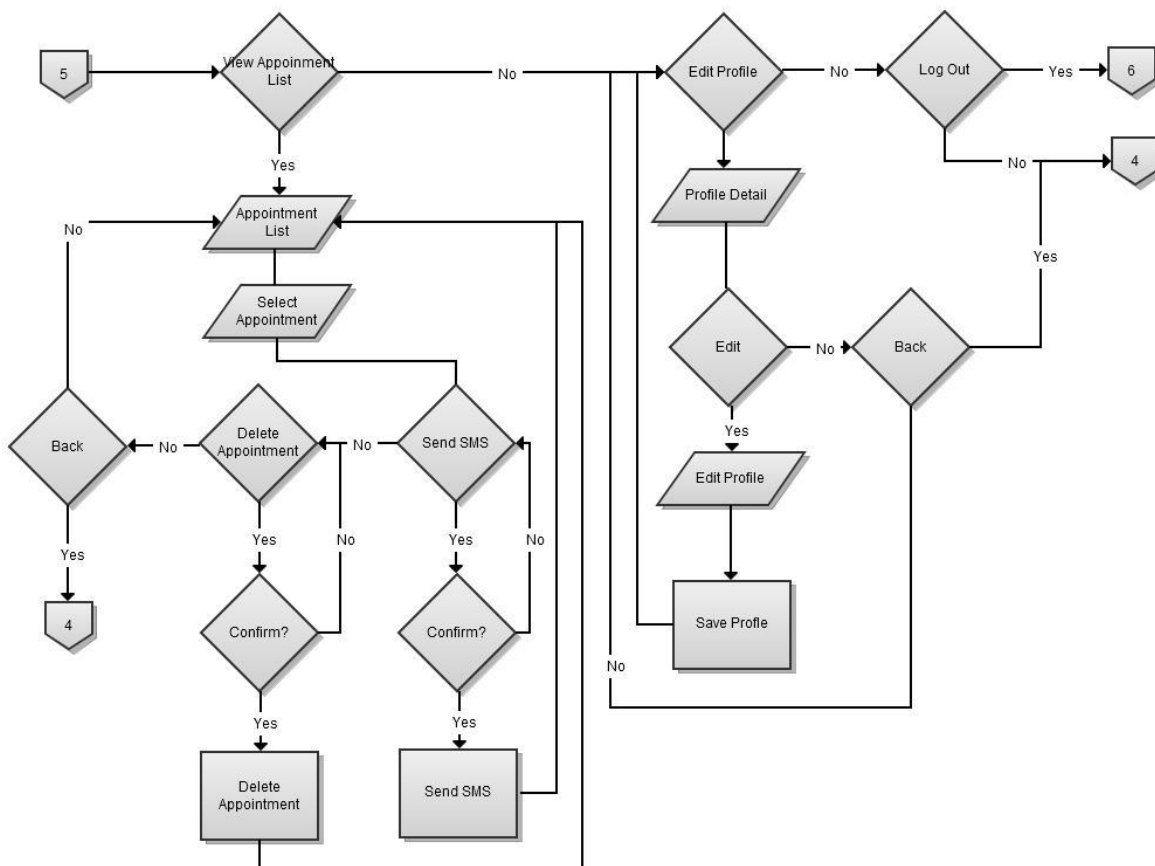 5
View Appoinment
List
No
Edit Profile
No
Log Out
Yes
6
Yes
No
4
Appointment
List
No
Profile Detail
Yes
Select
Appointment
Edit
No
Back
Back
No
Delete
Appointment
No
Send SMS
Yes
Edit Profile
Yes
Yes
No
Yes
No
4
Confirm?
Confirm?
Save Profle
No
Yes
Yes
Delete
Appointment
Send SMS